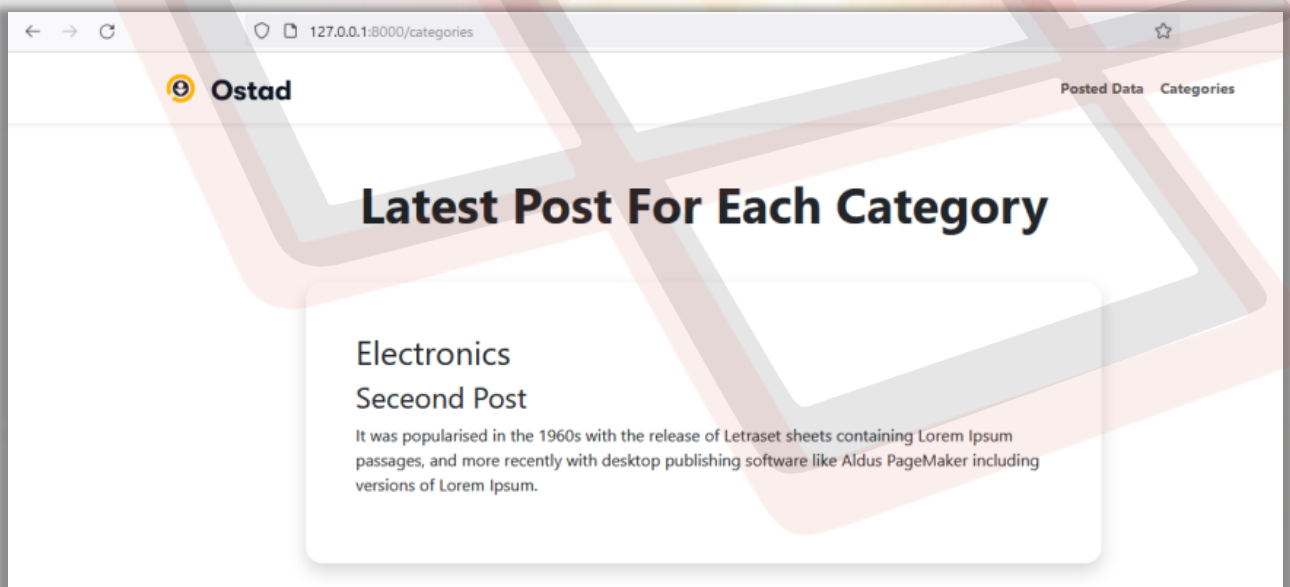 127.0.0.1:8000/categories
Ostad
Posted Data Categories
Latest Post For Each Category
Electronics
Seceond Post
It was popularised in the 1960s with the release of Letraset sheets containing Lorem Ipsum
passages, and more recently with desktop publishing software like Aldus PageMaker including
versions of Lorem Ipsum.